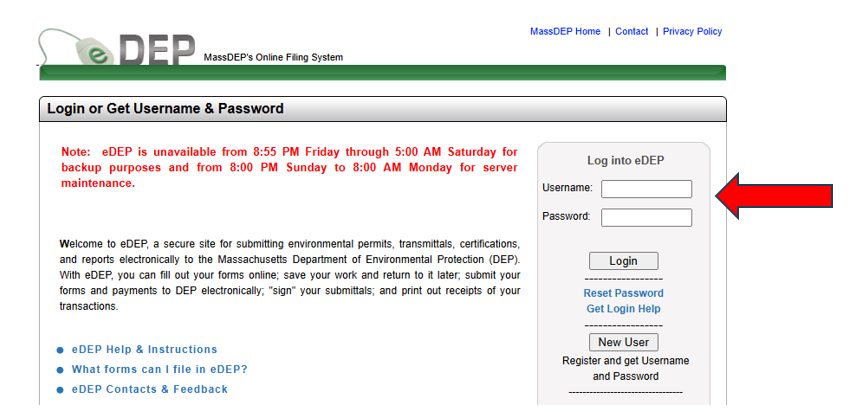 MassDEP Home | Contact | Privacy Policy
eDEP MassDEP's Online Filing System
Login or Get Username & Password
Note: eDEP is unavailable from 8:55 PM Friday through 5:00 AM Saturday for
backup purposes and from 8:00 PM Sunday to 8:00 AM Monday for server
maintenance.
Welcome to eDEP, a secure site for submitting environmental permits, transmittals, certifications,
and reports electronically to the Massachusetts Department of Environmental Protection (DEP).
With eDEP, you can fill out your forms online; save your work and return to it later; submit your
forms and payments to DEP electronically; "sign" your submittals; and print out receipts of your
transactions.
eDEP Help & Instructions
What forms can I file in eDEP?
eDEP Contacts & Feedback
Log into eDEP
Username:
Password:
Login
-----------------
Reset Password
Get Login Help
-----------------
New User
Register and get Username
and Password
--------------------------------